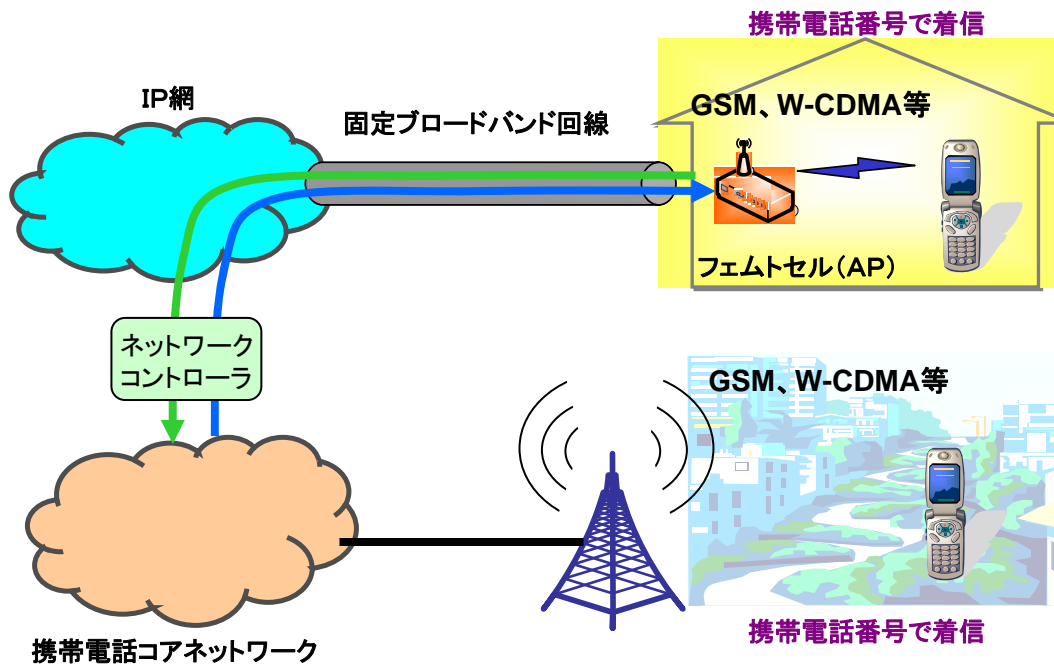 携帯電話番号で着信
IP網
固定ブロードバンド回線
GSM、W-CDMA等
フェムトセル（AP）
ネットワーク
コントローラ
GSM、W-CDMA等
携帯電話番号で着信
携帯電話コアネットワーク